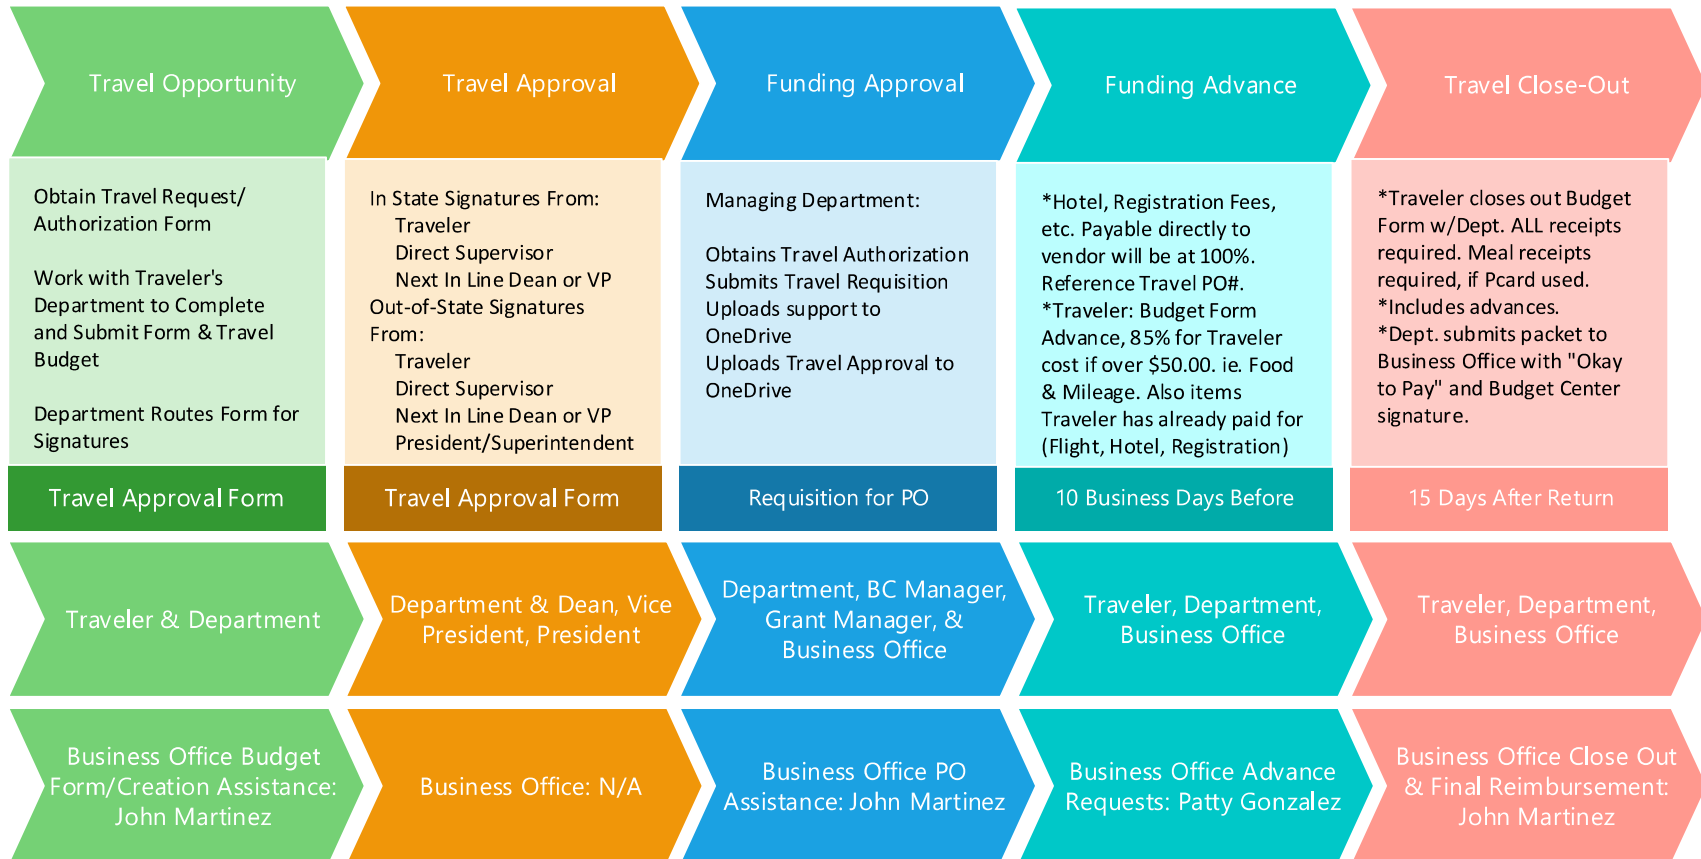 Travel Opportunity
Travel Approval
Funding Approval
Funding Advance
Travel Close-Out
Obtain Travel Request/
Authorization Form
Work with Traveler's
Department to Complete
and Submit Form & Travel
Budget
Department Routes Form for
Signatures
In State Signatures From:
Traveler
Direct Supervisor
Next In Line Dean or VP
Out-of-State Signatures
From:
Traveler
Direct Supervisor
Next In Line Dean or VP
President/Superintendent
Managing Department:
Obtains Travel Authorization
Submits Travel Requisition
Uploads support to
OneDrive
Uploads Travel Approval to
OneDrive
*Hotel, Registration Fees,
etc. Payable directly to
vendor will be at 100%.
Reference Travel PO#.
*Traveler: Budget Form
Advance, 85% for Traveler
cost if over $50.00. ie. Food
& Mileage. Also items
Traveler has already paid for
(Flight, Hotel, Registration)
*Traveler closes out Budget
Form w/Dept. ALL receipts
required. Meal receipts
required, if Pcard used.
*Includes advances.
*Dept. submits packet to
Business Office with "Okay
to Pay" and Budget Center
signature.
Travel Approval Form
Travel Approval Form
Requisition for PO
10 Business Days Before
15 Days After Return
Traveler & Department
Department & Dean, Vice
President, President
Department, BC Manager,
Grant Manager, &
Business Office
Traveler, Department,
Business Office
Traveler, Department,
Business Office
Business Office Budget
Form/Creation Assistance:
John Martinez
Business Office: N/A
Business Office PO
Assistance: John Martinez
Business Office Advance
Requests: Patty Gonzalez
Business Office Close Out
& Final Reimbursement:
John Martinez